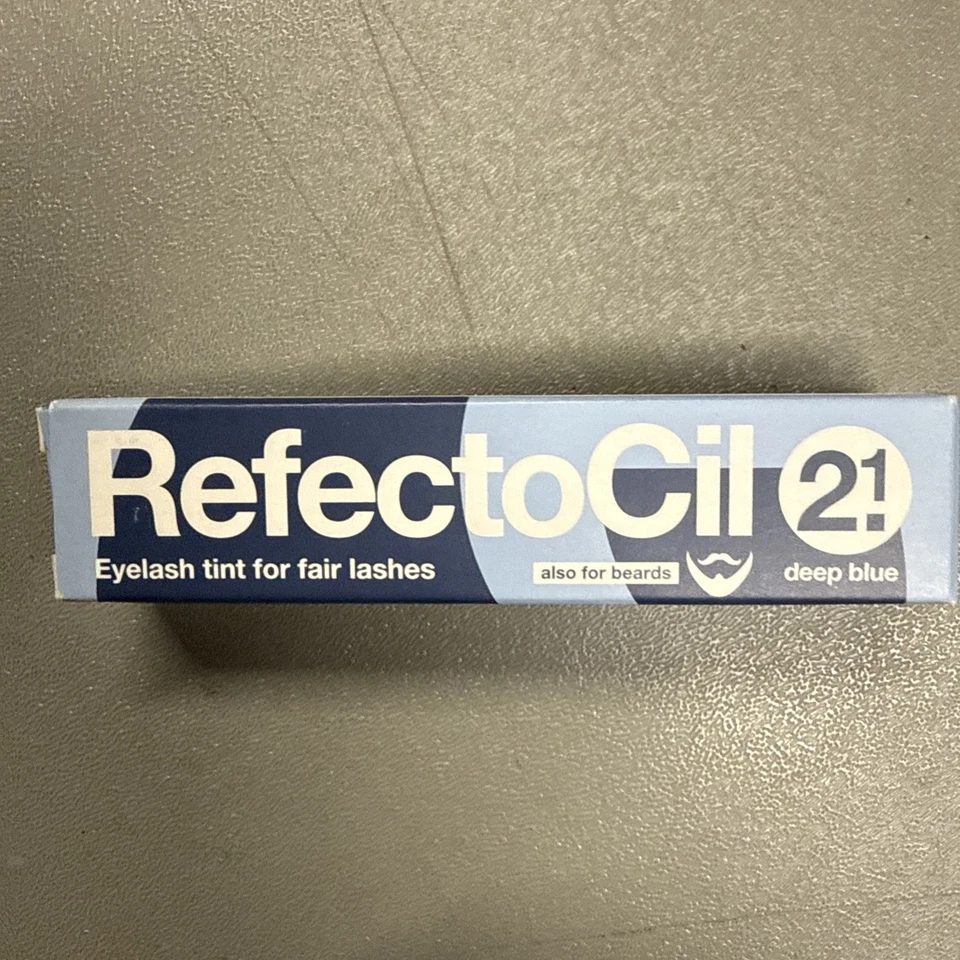 RefectoCil 2.1
Eyelash tint for fair lashes
also for beards
deep blue